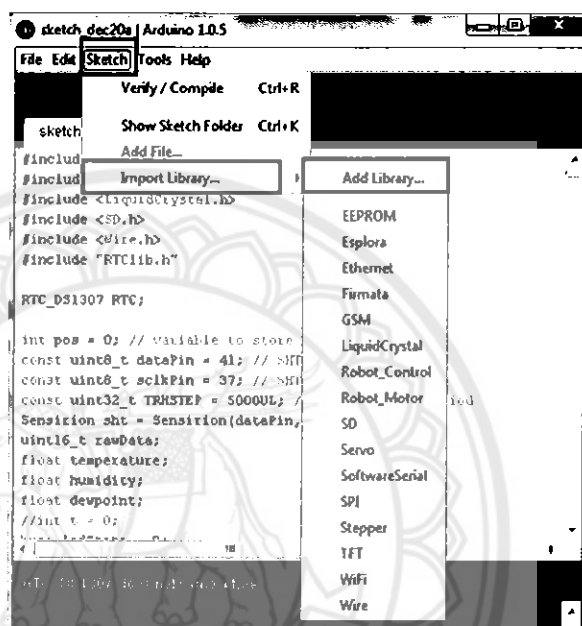 sketch_dec20a | Arduino 1.0.5
File Edit Sketch Tools Help
Verify / Compile Ctrl+R
Show Sketch Folder Ctrl+K
Add File...
Import Library...
Add Library...
EEPROM
Esplora
Ethernet
Firmata
GSM
LiquidCrystal
Robot_Control
Robot_Motor
SD
Servo
SoftwareSerial
SPI
Stepper
TFT
WiFi
Wire
sketch
#includ
#includ
#include <LiquidCrystal.h>
#include <SD.h>
#include <Wire.h>
#include "RTClib.h"
RTC_DS1307 RTC;
int pos = 0; // variable to store
const uint8_t dataPin = 41; // SHT
const uint8_t sclkPin = 37; // SHT
const uint32_t TRHSTEP = 5000UL; //
Sensirion sht = Sensirion(dataPin,
uint16_t rawData;
float temperature;
float humidity;
float dewpoint;
//int t = 0;